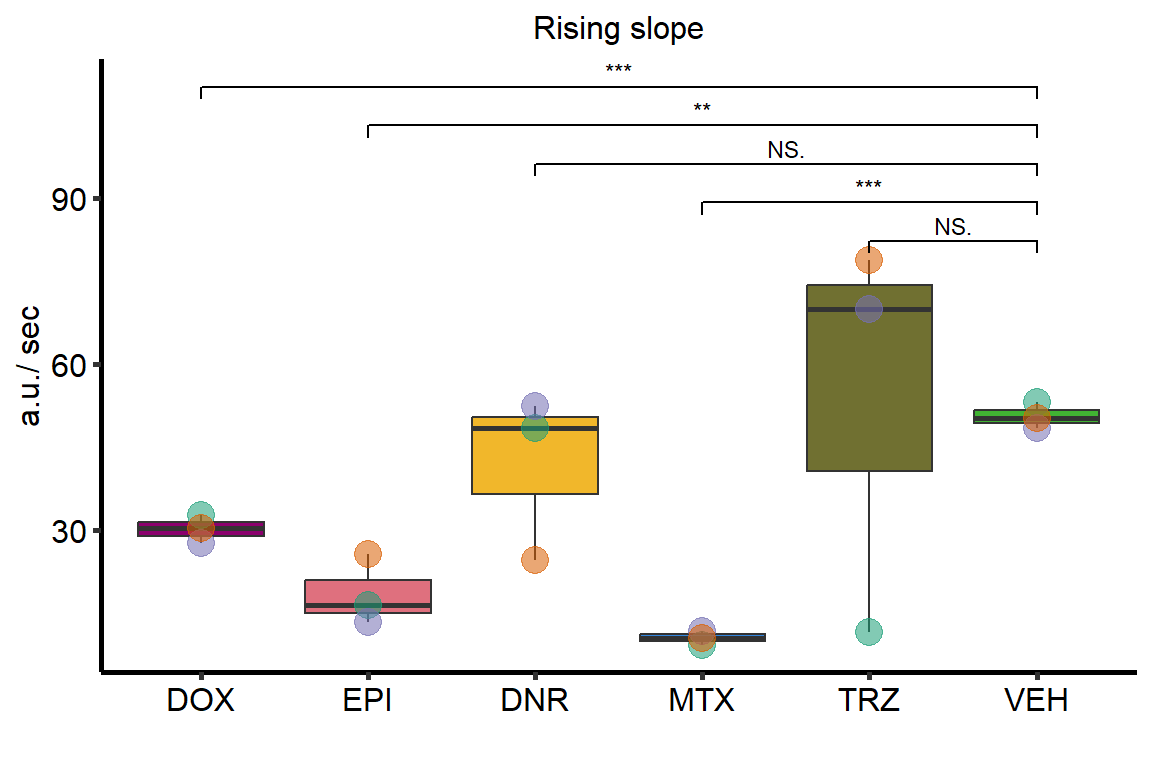 Rising slope
***
**
NS.
***
NS.
90
60
30
a.u./ sec
DOX EPI DNR MTX TRZ VEH